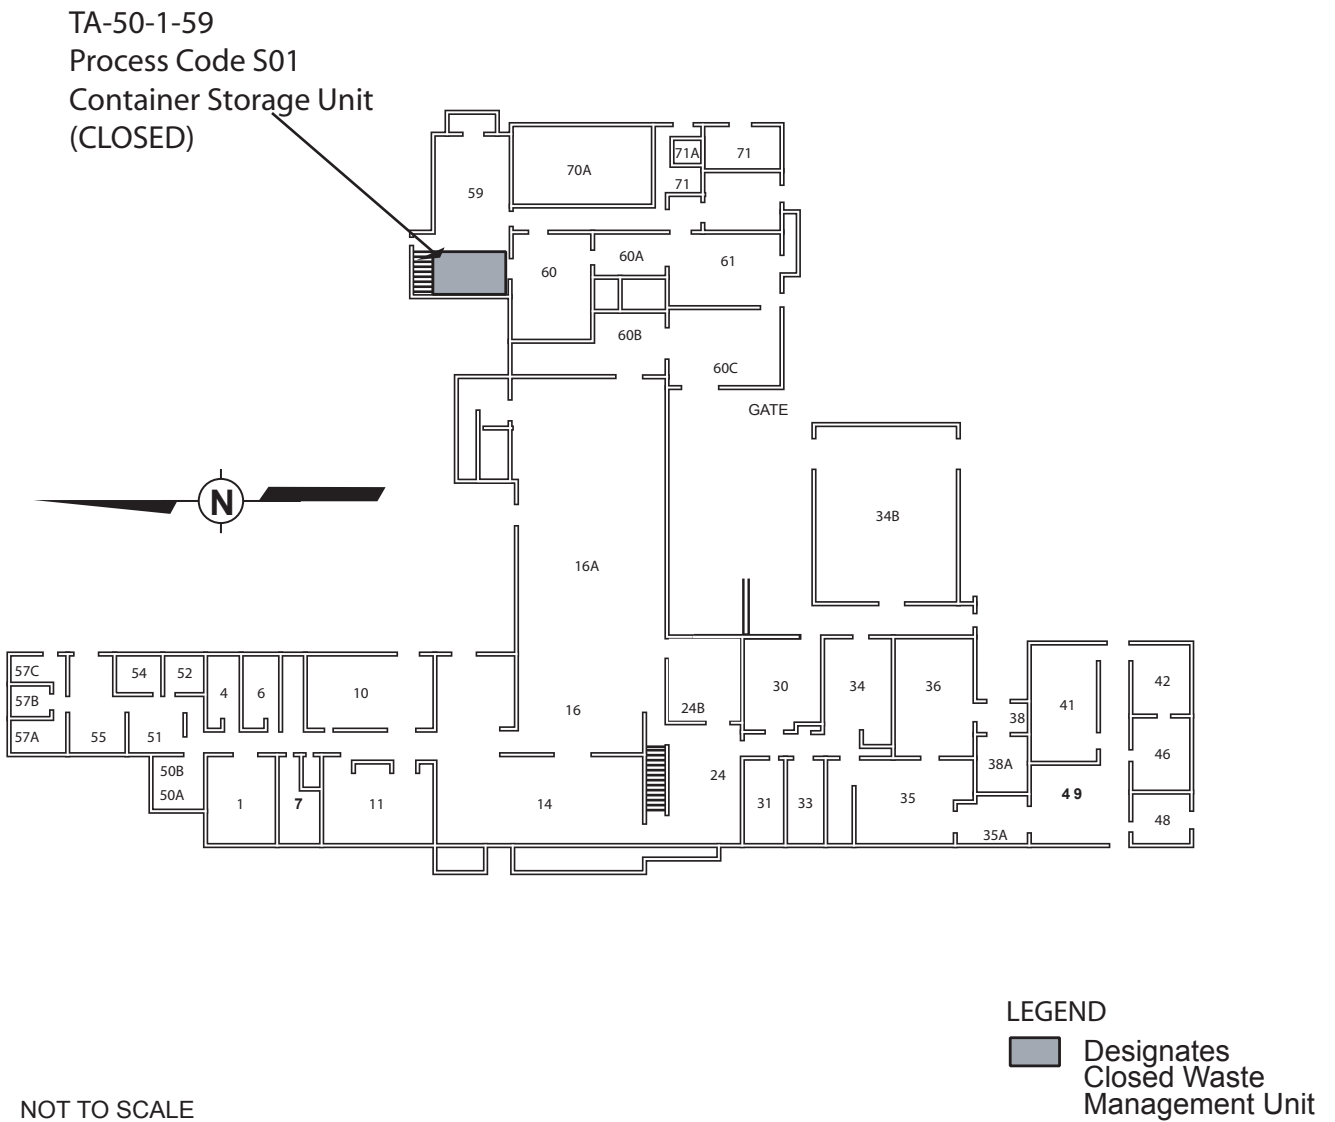 TA-50-1-59
Process Code S01
Container Storage Unit
(CLOSED)
71A
71
70A
71
59
60A
61
60
60B
60C
GATE
N
34B
16A
57C
54
52
42
57B
4
6
10
30
34
36
41
24B
16
38
57A
55
51
46
38A
50B
24
50A
1
7
11
14
31
33
35
49
48
35A
LEGEND
Designates
Closed Waste
Management Unit
NOT TO SCALE